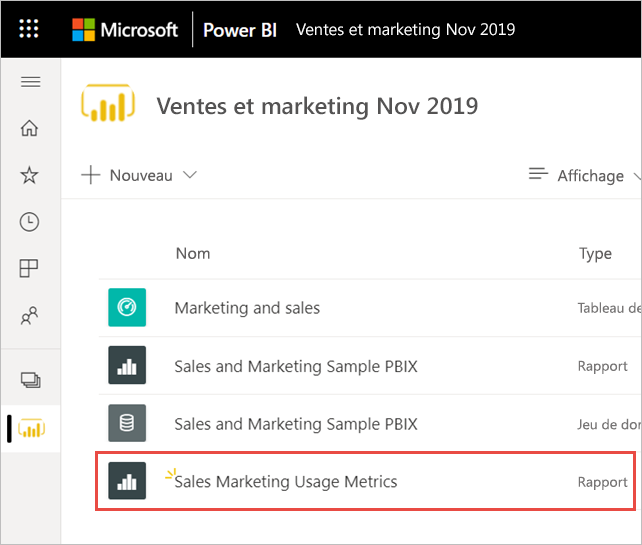 Microsoft Power BI Ventes et marketing Nov 2019
Ventes et marketing Nov 2019
Nouveau Affichage
Nom Type
Marketing and sales Tableau de
Sales and Marketing Sample PBIX Rapport
Sales and Marketing Sample PBIX Jeu de don
Sales Marketing Usage Metrics Rapport